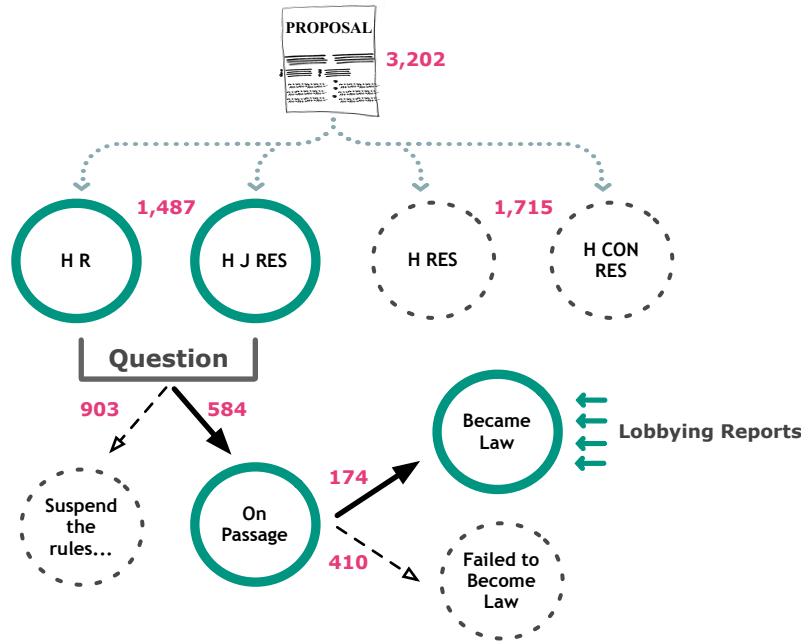 PROPOSAL
3,202
1,487
1,715
H R
H J RES
H RES
H CON
RES
Question
903
584
Became
Law
Lobbying Reports
174
Suspend
the
rules...
On
Passage
410
Failed to
Become
Law